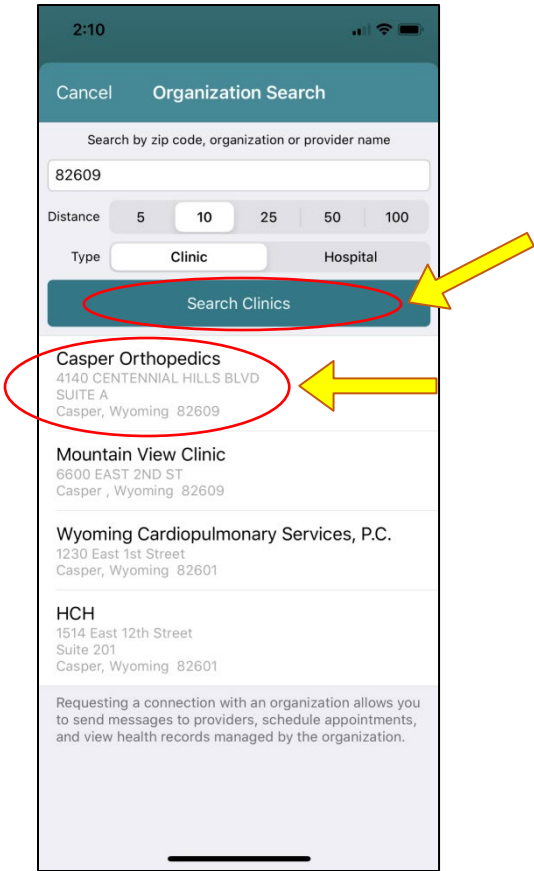 2:10
Cancel Organization Search
Search by zip code, organization or provider name
82609
Distance 5 10 25 50 100
Type Clinic Hospital
Search Clinics
Casper Orthopedics
4140 CENTENNIAL HILLS BLVD
SUITE A
Casper, Wyoming 82609
Mountain View Clinic
6600 EAST 2ND ST
Casper , Wyoming 82609
Wyoming Cardiopulmonary Services, P.C.
1230 East 1st Street
Casper, Wyoming 82601
HCH
1514 East 12th Street
Suite 201
Casper, Wyoming 82601
Requesting a connection with an organization allows you
to send messages to providers, schedule appointments,
and view health records managed by the organization.